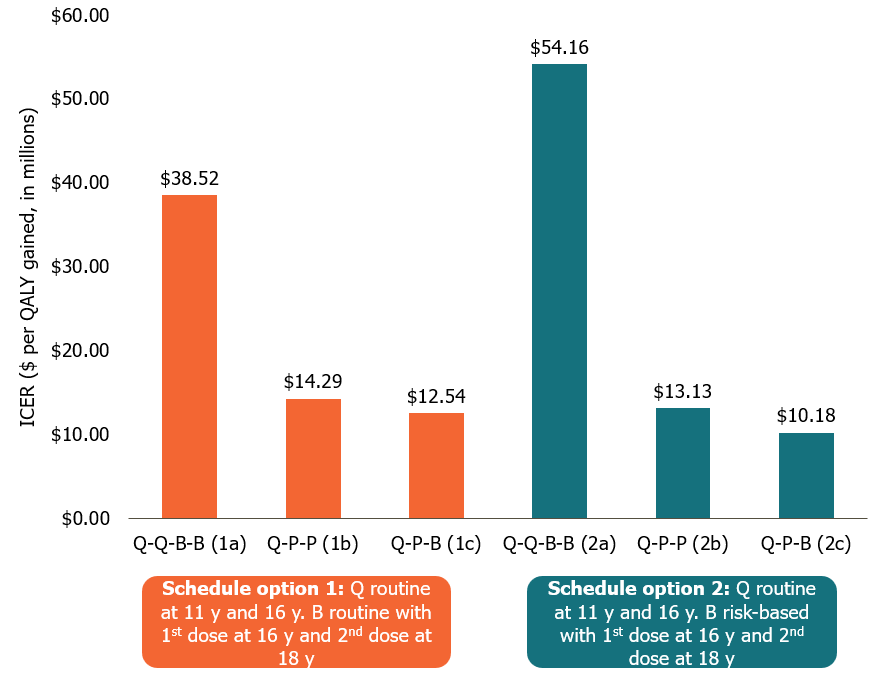 $60.00
$50.00
$40.00
$30.00
$20.00
$10.00
$0.00
ICER ($ per QALY gained, in millions)
$38.52
$14.29
$12.54
$54.16
$13.13
$10.18
Q-Q-B-B (1a)
Q-P-P (1b)
Q-P-B (1c)
Q-Q-B-B (2a)
Q-P-P (2b)
Q-P-B (2c)
Schedule option 1: Q routine
at 11 y and 16 y. B routine with
1st dose at 16 y and 2nd dose at
18 y
Schedule option 2: Q routine
at 11 y and 16 y. B risk-based
with 1st dose at 16 y and 2nd
dose at 18 y